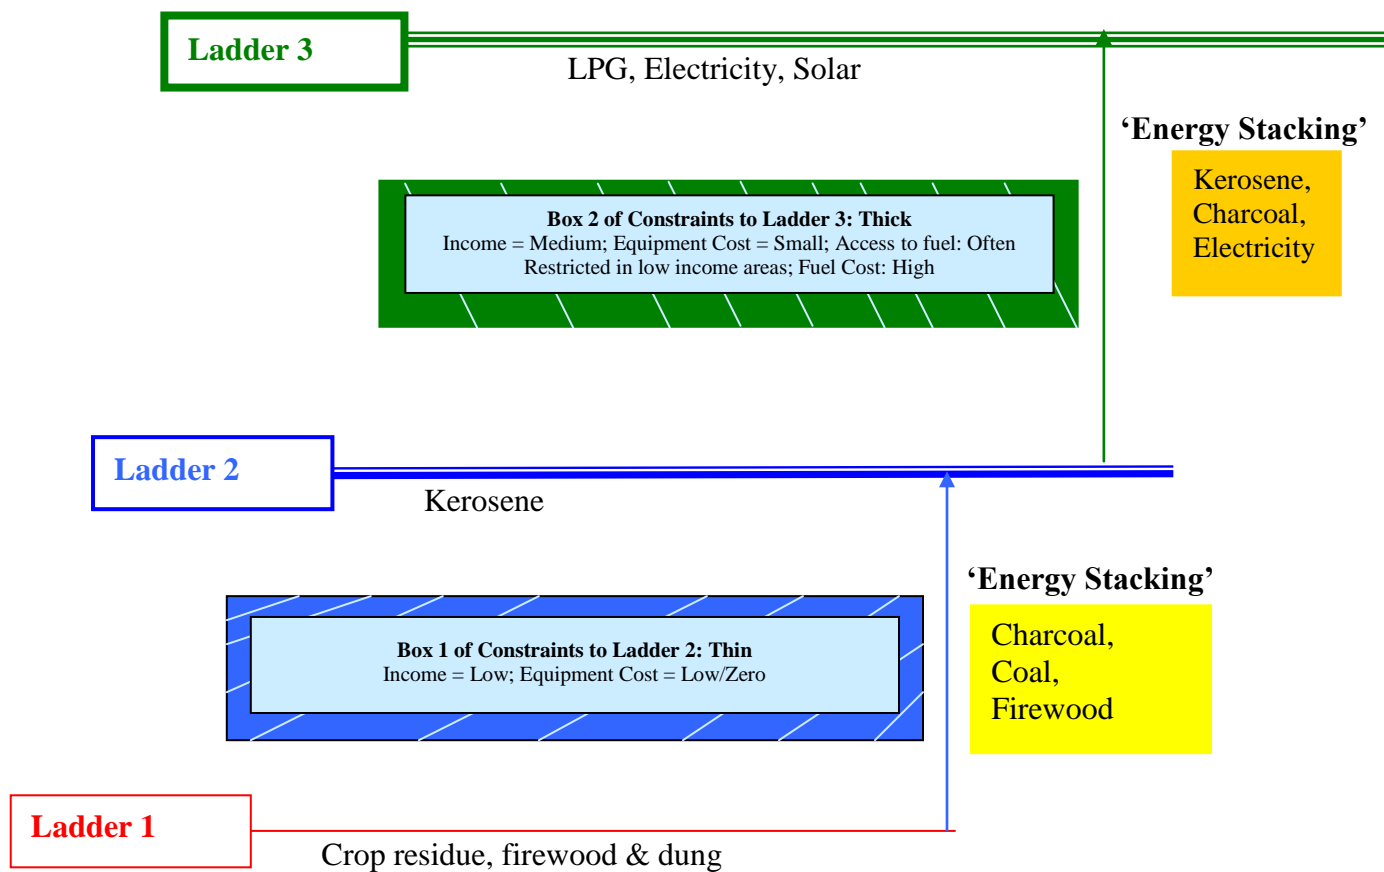 Ladder 3
LPG, Electricity, Solar
‘Energy Stacking’
Kerosene,
Charcoal,
Electricity
Box 2 of Constraints to Ladder 3: Thick
Income = Medium; Equipment Cost = Small; Access to fuel: Often
Restricted in low income areas; Fuel Cost: High
Ladder 2
Kerosene
‘Energy Stacking’
Charcoal,
Coal,
Firewood
Box 1 of Constraints to Ladder 2: Thin
Income = Low; Equipment Cost = Low/Zero
Ladder 1
Crop residue, firewood & dung